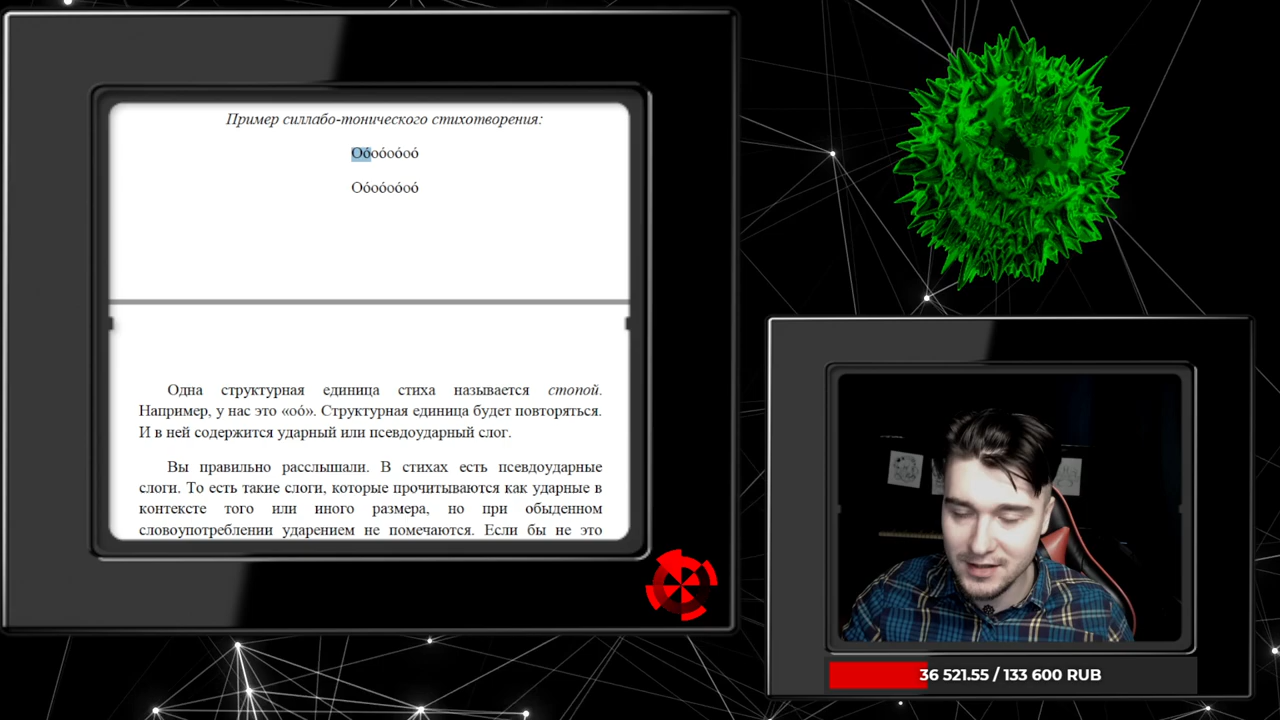 Пример силлабо-тонического стихотворения:
Оóоóоóоó
Оóоóоóоó
Одна структурная единица стиха называется стопой.
Например, у нас это «оó». Структурная единица будет повторяться.
И в ней содержится ударный или псевдоударный слог.
Вы правильно расслышали. В стихах есть псевдоударные
слоги. То есть такие слоги, которые прочитываются как ударные в
контексте того или иного размера, но при обыденном
словоупотреблении ударением не помечаются. Если бы не это
36 521.55 / 133 600 RUB